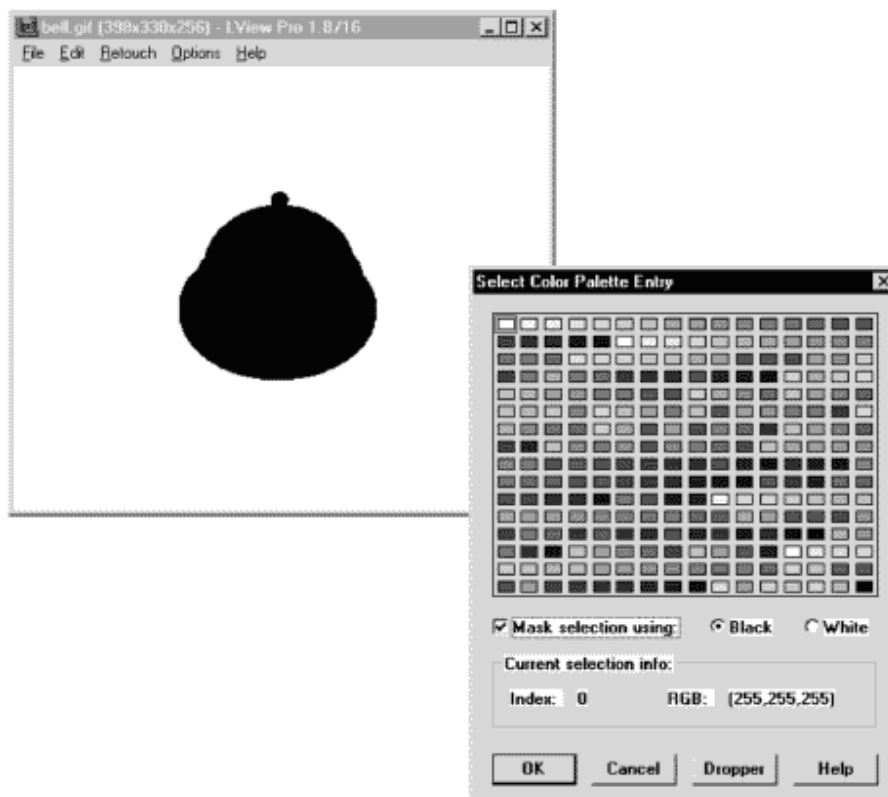 bell.gif (398x330x256) - LView Pro 1.8/16
File Edit Retouch Options Help
Select Color Palette Entry
Mask selection using: Black White
Current selection info:
Index: 0 RGB: (255,255,255)
OK Cancel Dropper Help